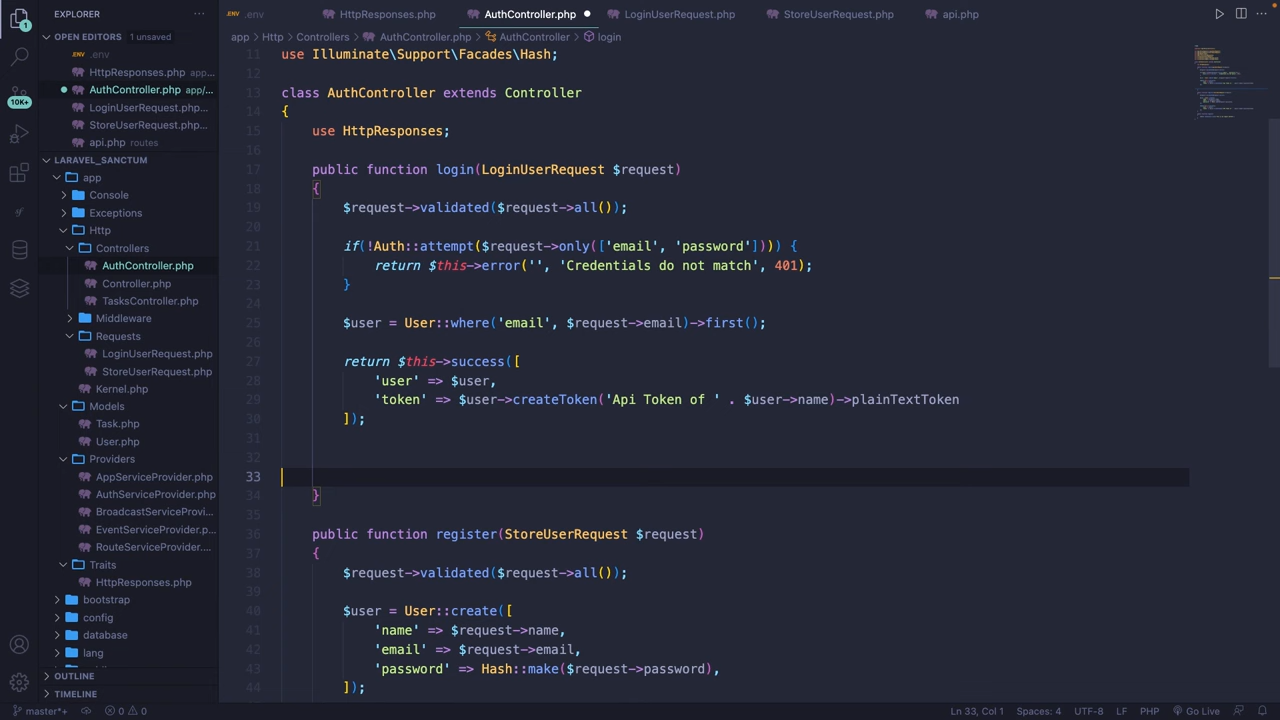 EXPLORER
.env
HttpResponses.php
AuthController.php
LoginUserRequest.php
StoreUserRequest.php
api.php
OPEN EDITORS 1 unsaved
.env
HttpResponses.php app...
AuthController.php app/...
LoginUserRequest.php...
StoreUserRequest.php...
api.php routes
LARAVEL_SANCTUM
app
Console
Exceptions
Http
Controllers
AuthController.php
Controller.php
TasksController.php
Middleware
Requests
LoginUserRequest.php
StoreUserRequest.php
Kernel.php
Models
Task.php
User.php
Providers
AppServiceProvider.php
AuthServiceProvider.php
BroadcastServiceProvi...
EventServiceProvider.p...
RouteServiceProvider....
Traits
HttpResponses.php
bootstrap
config
database
lang
OUTLINE
TIMELINE
1
10K+
app > Http > Controllers > AuthController.php > AuthController > login
11 use Illuminate\Support\Facades\Hash;
12
13 class AuthController extends Controller
14 {
15 use HttpResponses;
16
17 public function login(LoginUserRequest $request)
18 {
19 $request->validated($request->all());
20
21 if(!Auth::attempt($request->only(['email', 'password']))) {
22 return $this->error('', 'Credentials do not match', 401);
23 }
24
25 $user = User::where('email', $request->email)->first();
26
27 return $this->success([
28 'user' => $user,
29 'token' => $user->createToken('Api Token of ' . $user->name)->plainTextToken
30 ]);
31
32
33
34 }
35
36 public function register(StoreUserRequest $request)
37 {
38 $request->validated($request->all());
39
40 $user = User::create([
41 'name' => $request->name,
42 'email' => $request->email,
43 'password' => Hash::make($request->password),
44 ]);
master*+ 0 0 Ln 33, Col 1 Spaces: 4 UTF-8 LF PHP Go Live